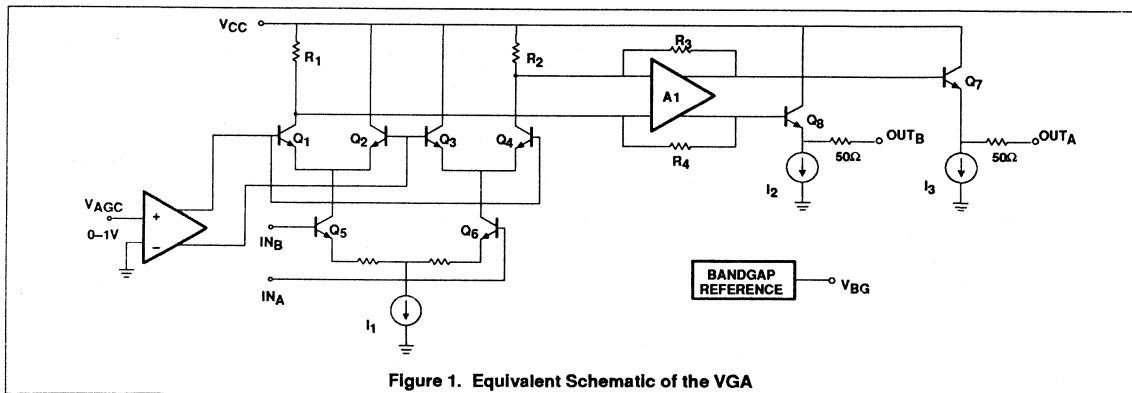 VCC
R1
R2
R3
A1
R4
Q7
Q8
Q1
Q2
Q3
Q4
OUTB
50Ω
OUTA
50Ω
I2
I3
VAGC
0–1V
+
–
INB
Q5
Q6
INA
I1
BANDGAP
REFERENCE
VBG
Figure 1. Equivalent Schematic of the VGA